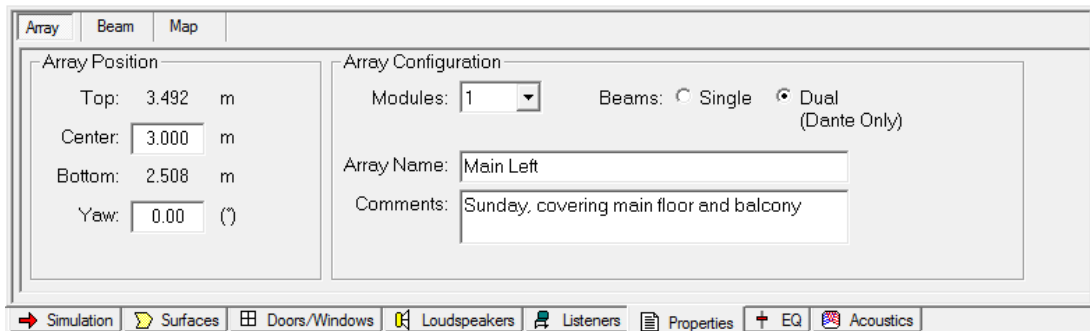 Array Beam Map
Array Position
Top: 3.492 m
Center: 3.000 m
Bottom: 2.508 m
Yaw: 0.00 (°)
Array Configuration
Modules: 1 Beams: Single Dual
(Dante Only)
Array Name: Main Left
Comments: Sunday, covering main floor and balcony
Simulation Surfaces Doors/Windows Loudspeakers Listeners Properties EQ Acoustics